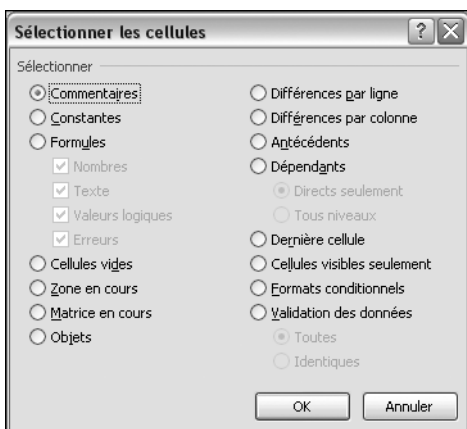 Sélectionner les cellules
Sélectionner
Commentaires
Constantes
Formules
Nombres
Texte
Valeurs logiques
Erreurs
Cellules vides
Zone en cours
Matrice en cours
Objets
Différences par ligne
Différences par colonne
Antécédents
Dépendants
Directs seulement
Tous niveaux
Dernière cellule
Cellules visibles seulement
Formats conditionnels
Validation des données
Toutes
Identiques
OK
Annuler